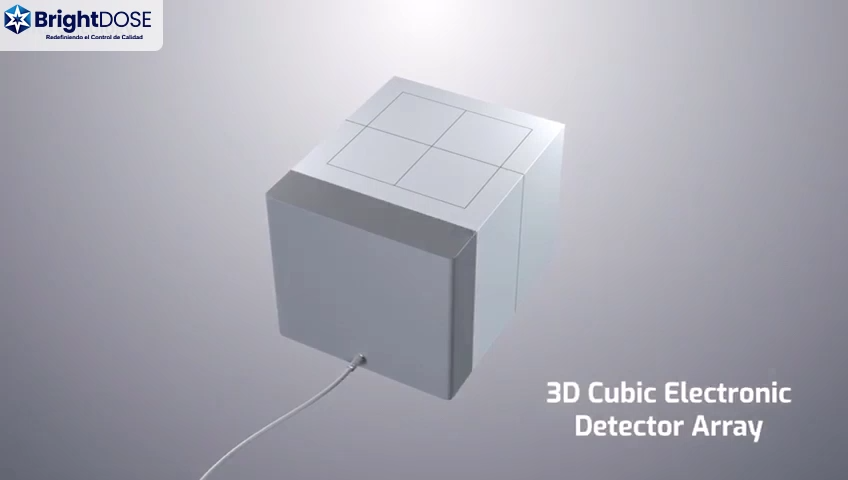 BrightDOSE
Redefiniendo el Control de Calidad
3D Cubic Electronic
Detector Array